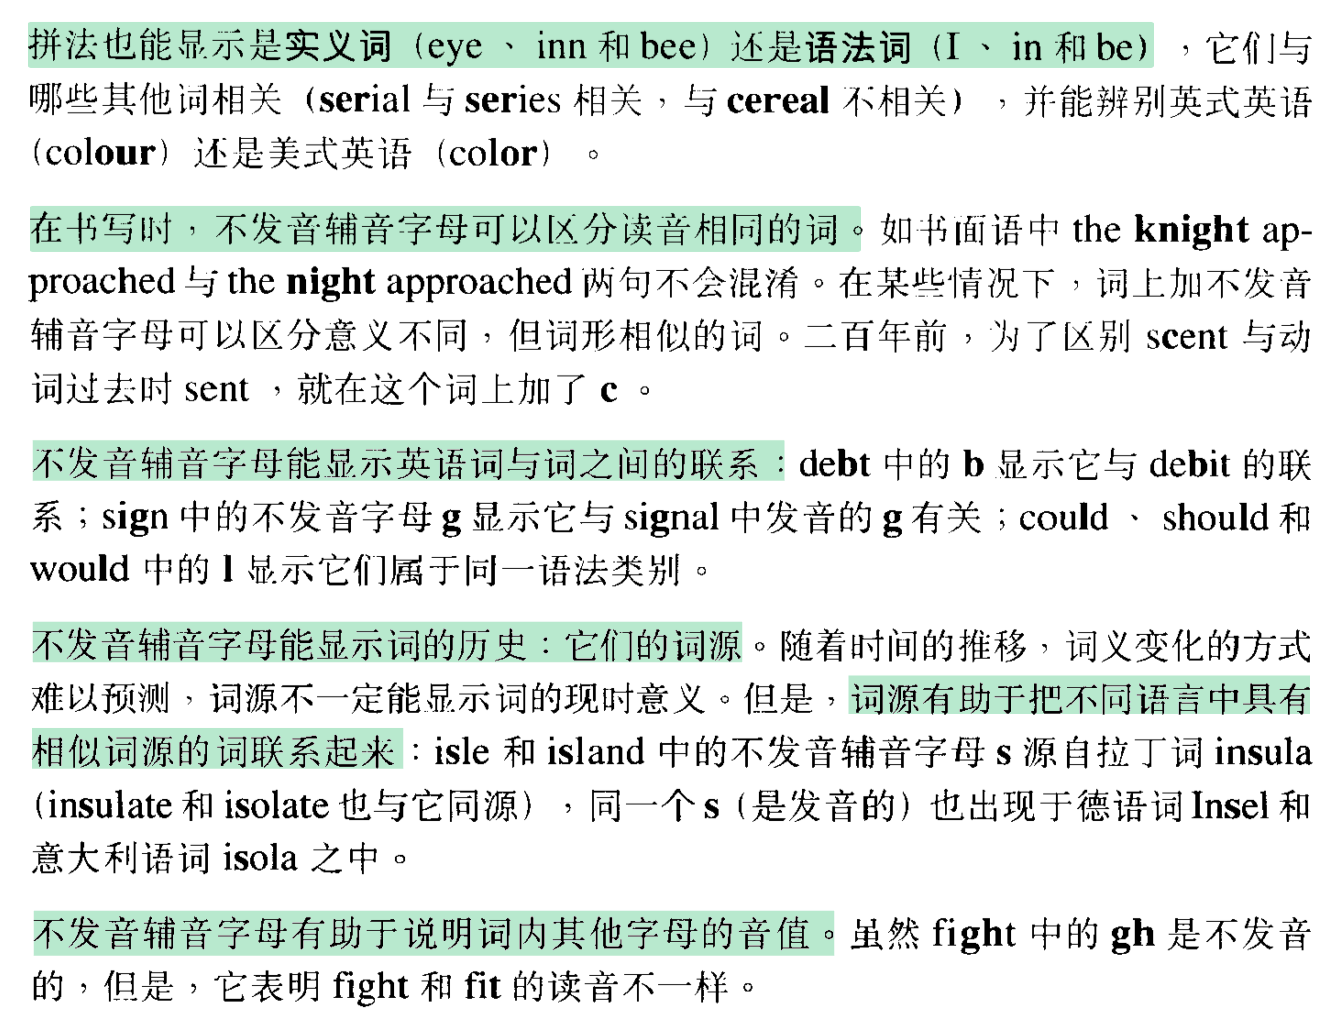 拼法也能显示是实义词（eye、inn 和 bee）还是语法词（I、in 和 be），它们与
哪些其他词相关（serial 与 series 相关，与 cereal 不相关），并能辨别英式英语
（colour）还是美式英语（color）。
在书写时，不发音辅音字母可以区分读音相同的词。如书面语中 the knight ap-
proached 与 the night approached 两句不会混淆。在某些情况下，词上加不发音
辅音字母可以区分意义不同，但词形相似的词。二百年前，为了区别 scent 与动
词过去时 sent，就在这个词上加了 c。
不发音辅音字母能显示英语词与词之间的联系：debt 中的 b 显示它与 debit 的联
系；sign 中的不发音字母 g 显示它与 signal 中发音的 g 有关；could、should 和
would 中的 l 显示它们属于同一语法类别。
不发音辅音字母能显示词的历史：它们的词源。随着时间的推移，词义变化的方式
难以预测，词源不一定能显示词的现时意义。但是，词源有助于把不同语言中具有
相似词源的词联系起来：isle 和 island 中的不发音辅音字母 s 源自拉丁词 insula
（insulate 和 isolate 也与它同源），同一个 s（是发音的）也出现于德语词 Insel 和
意大利语词 isola 之中。
不发音辅音字母有助于说明词内其他字母的音值。虽然 fight 中的 gh 是不发音
的，但是，它表明 fight 和 fit 的读音不一样。